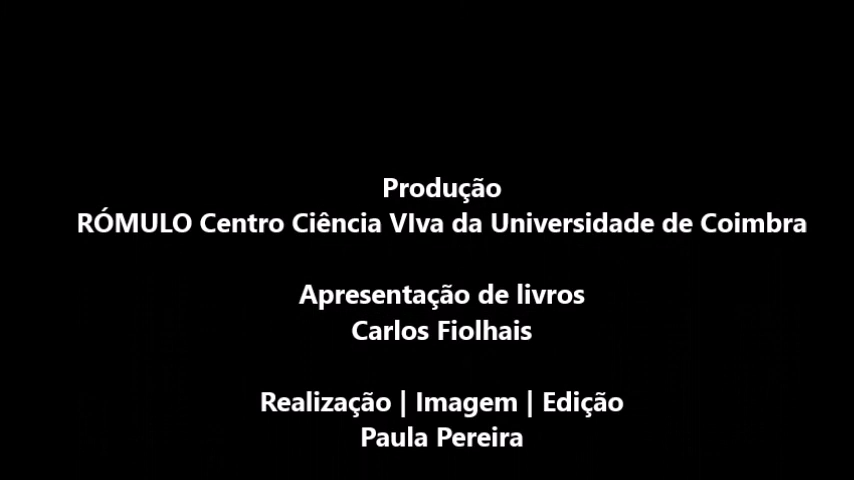 Produção
RÓMULO Centro Ciência VIva da Universidade de Coimbra
Apresentação de livros
Carlos Fiolhais
Realização | Imagem | Edição
Paula Pereira